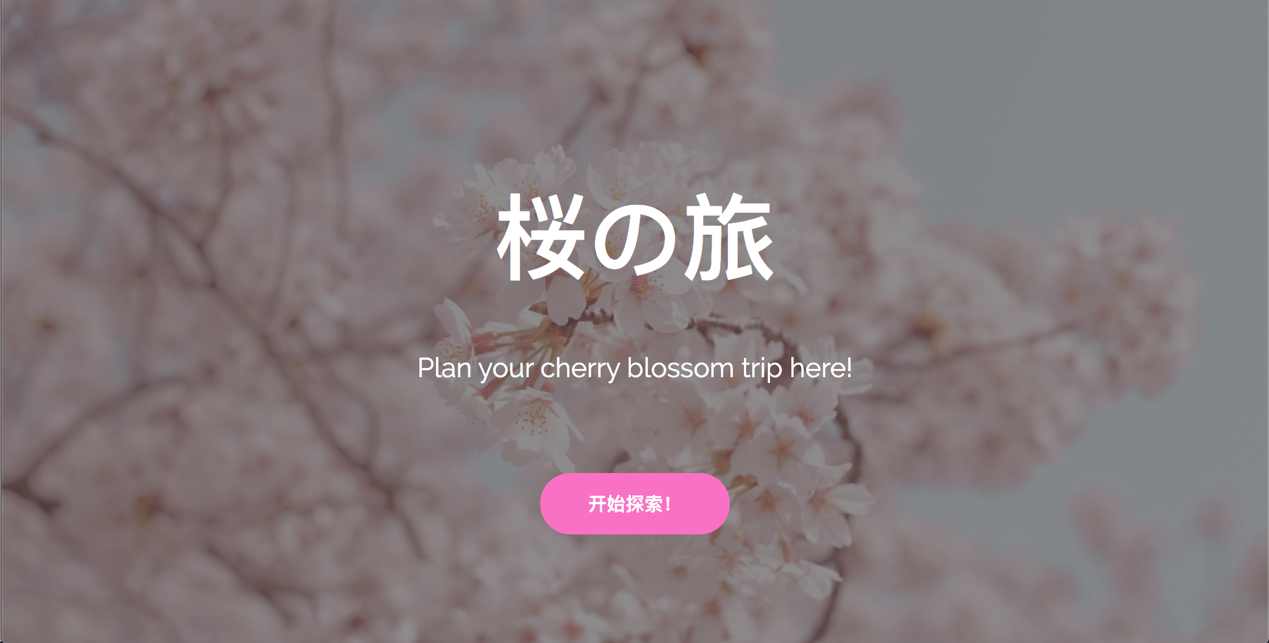 桜の旅
Plan your cherry blossom trip here!
开始探索！